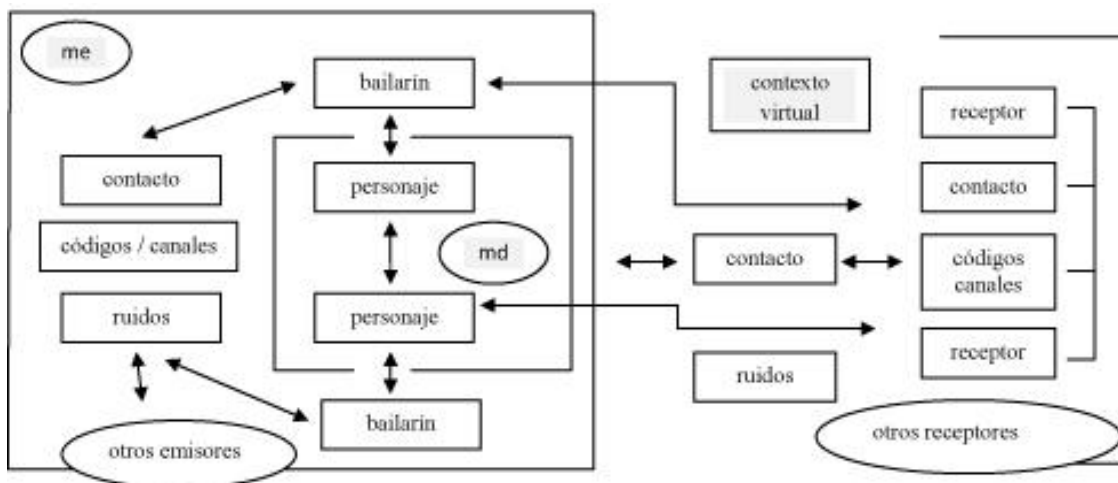 me
bailarín
contacto
personaje
códigos / canales
md
ruidos
personaje
bailarín
otros emisores
contexto
virtual
contacto
ruidos
receptor
contacto
códigos
canales
receptor
otros receptores